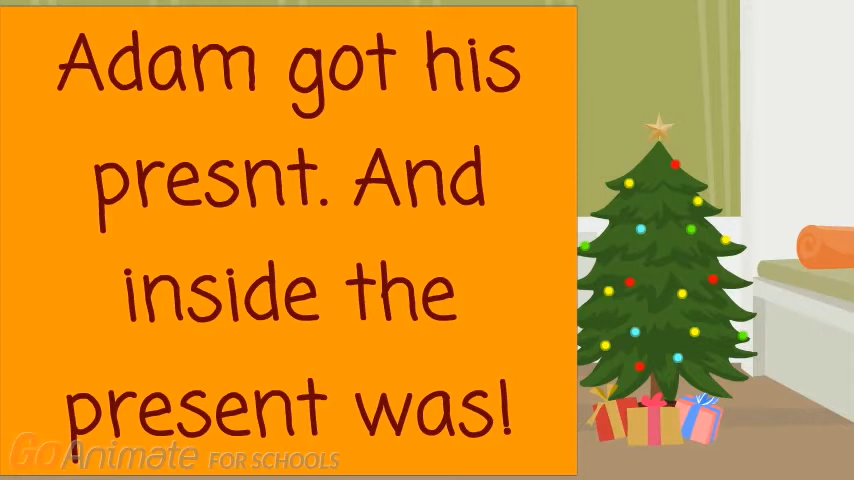 Adam got his
presnt. And
inside the
present was!
GoAnimate FOR SCHOOLS